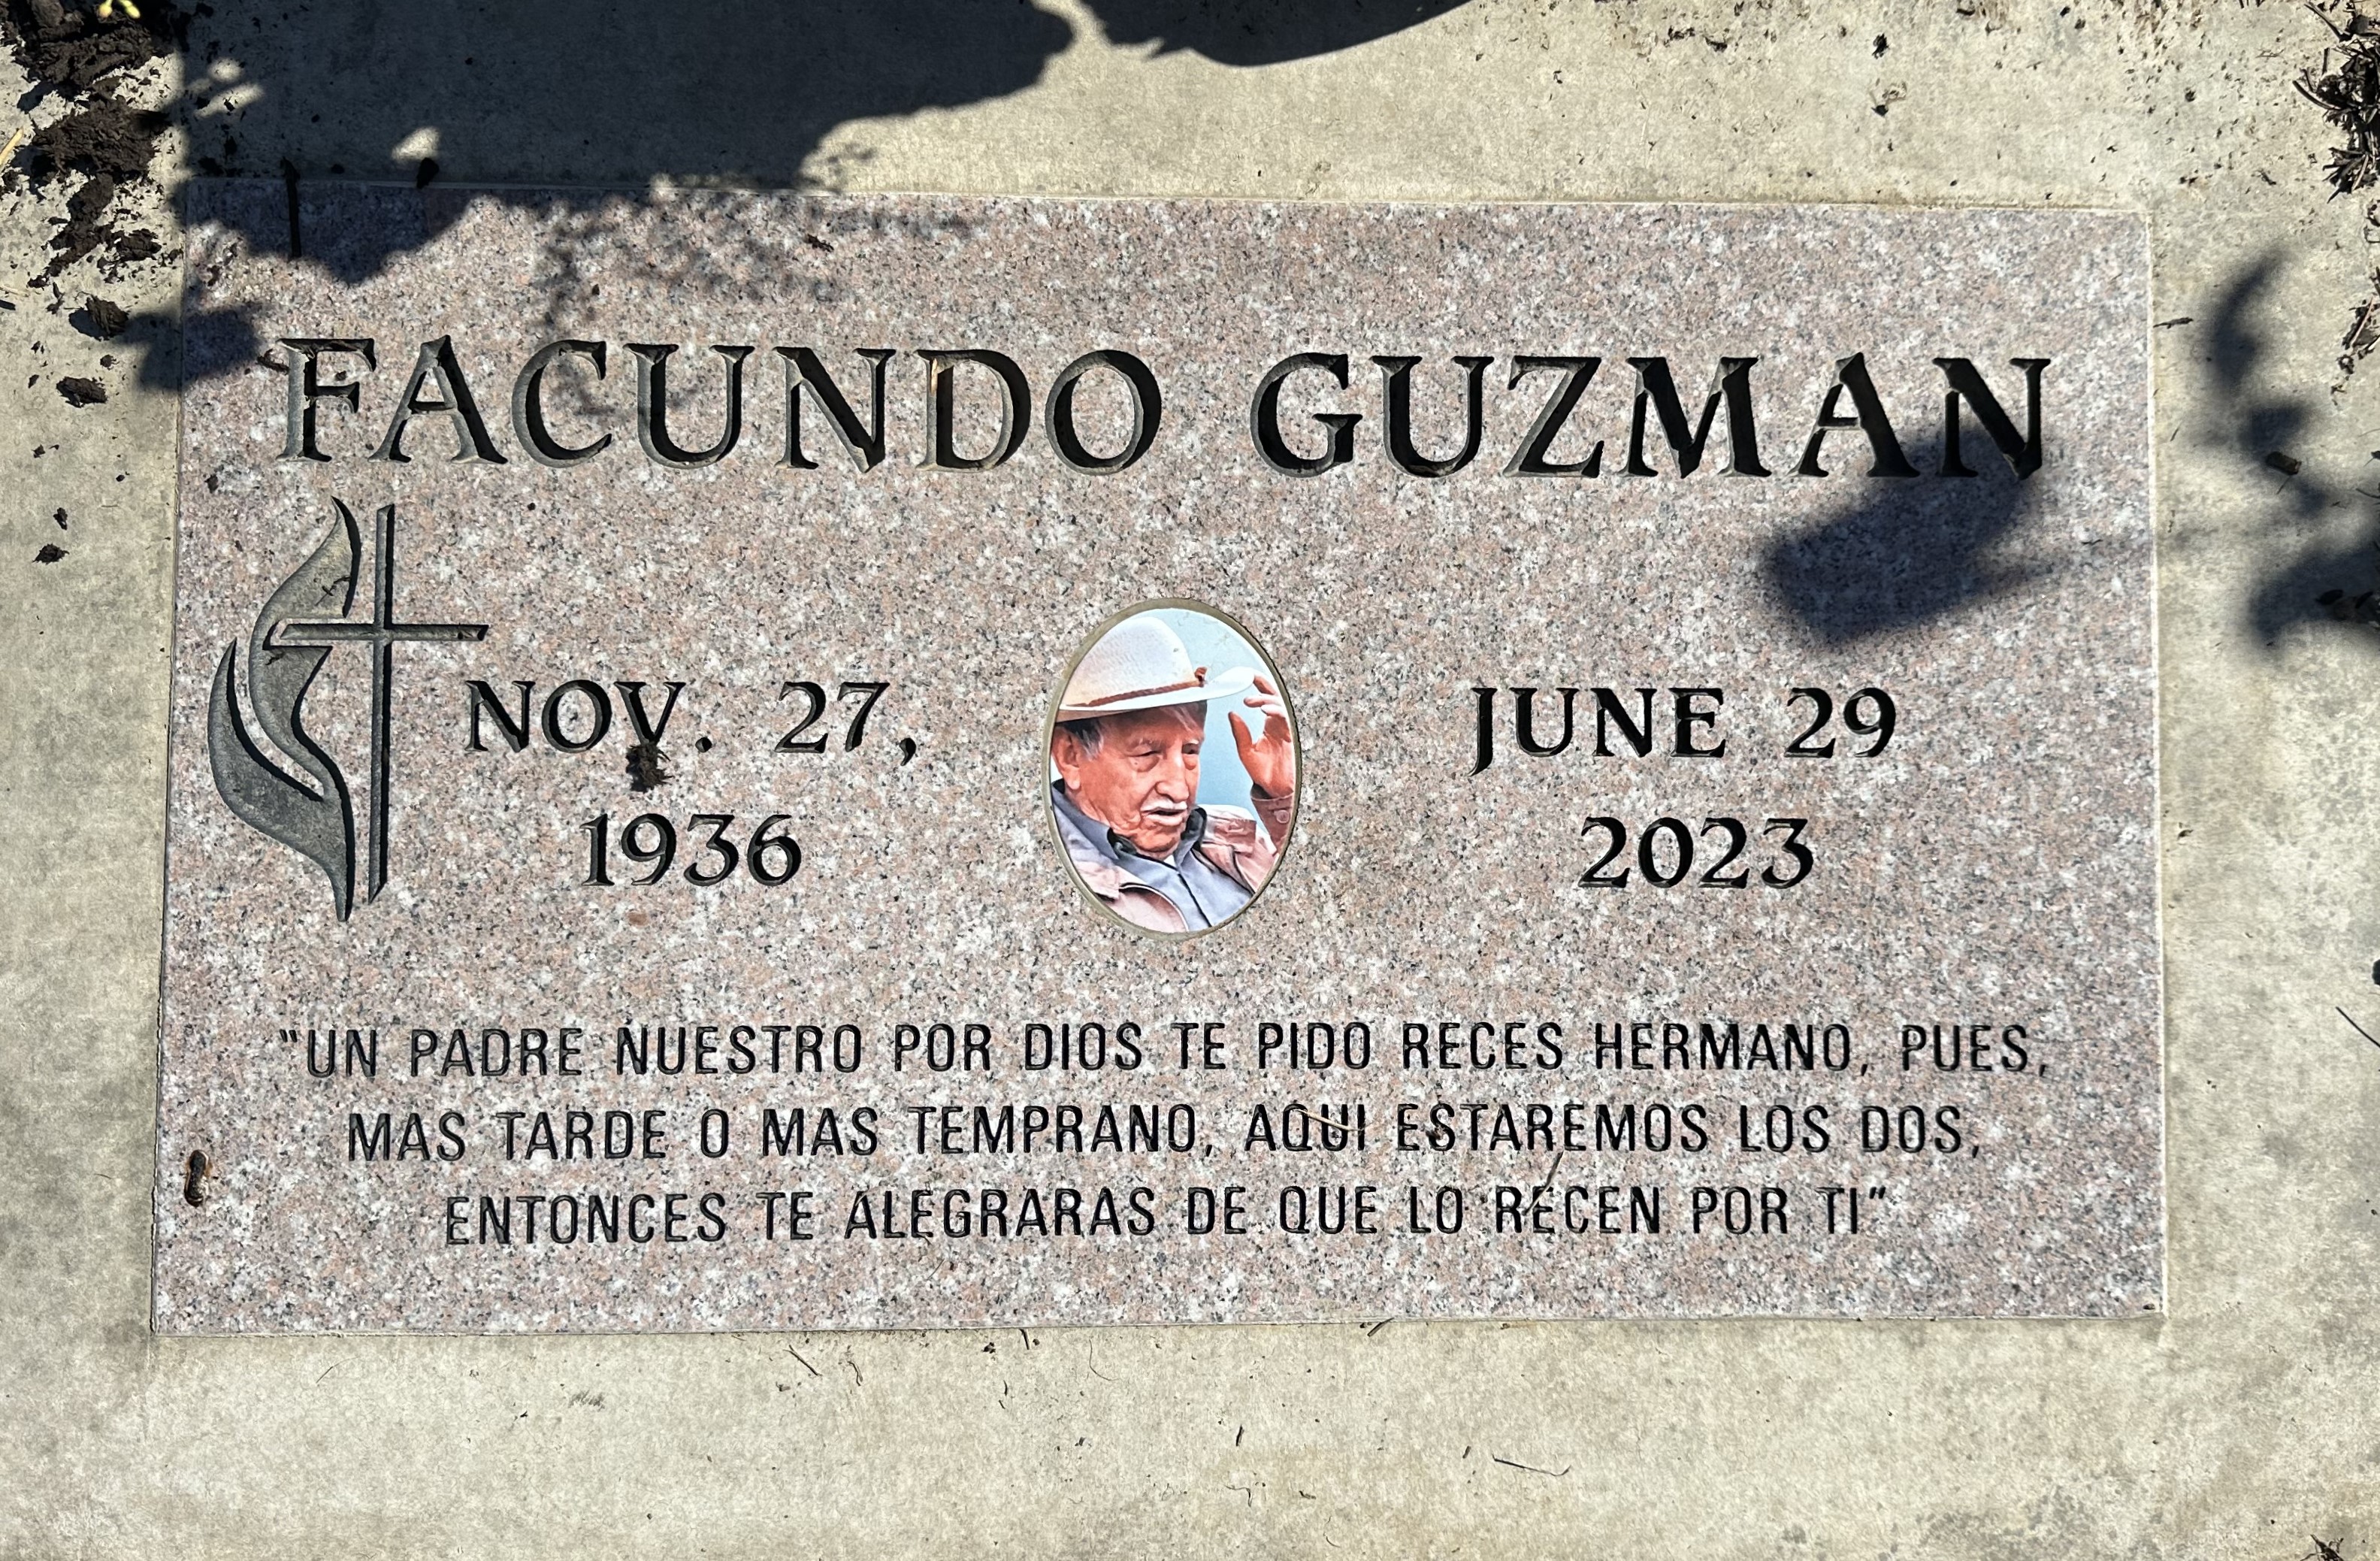 FACUNDO GUZMAN
NOV. 27,
1936
JUNE 29
2023
"UN PADRE NUESTRO POR DIOS TE PIDO RECES HERMANO, PUES,
MAS TARDE O MAS TEMPRANO, AQUI ESTAREMOS LOS DOS,
ENTONCES TE ALEGRARAS DE QUE LO RECEN POR TI"